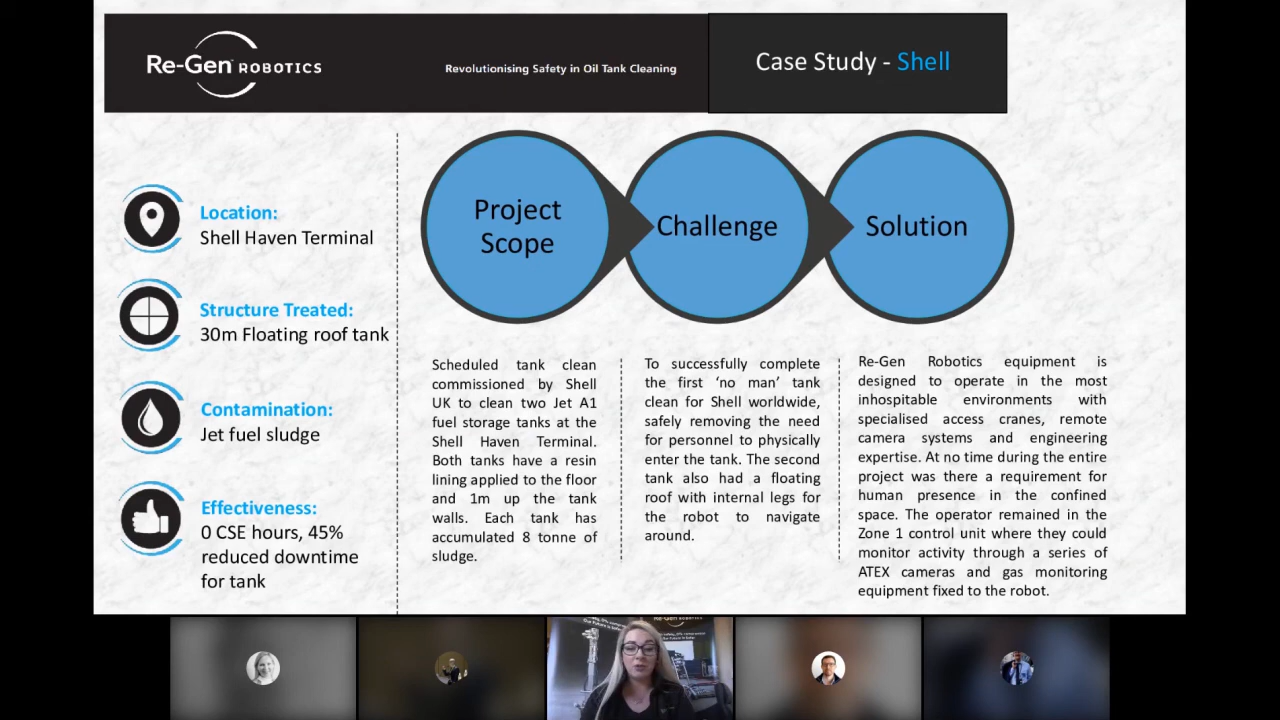 Re-Gen ROBOTICS
Revolutionising Safety in Oil Tank Cleaning
Case Study - Shell
Location:
Shell Haven Terminal
Structure Treated:
30m Floating roof tank
Contamination:
Jet fuel sludge
Effectiveness:
0 CSE hours, 45%
reduced downtime
for tank
Project
Scope
Challenge
Solution
Scheduled tank clean
commissioned by Shell
UK to clean two Jet A1
fuel storage tanks at the
Shell Haven Terminal.
Both tanks have a resin
lining applied to the floor
and 1m up the tank
walls. Each tank has
accumulated 8 tonne of
sludge.
To successfully complete
the first ‘no man’ tank
clean for Shell worldwide,
safely removing the need
for personnel to physically
enter the tank. The second
tank also had a floating
roof with internal legs for
the robot to navigate
around.
Re-Gen Robotics equipment is
designed to operate in the most
inhospitable environments with
specialised access cranes, remote
camera systems and engineering
expertise. At no time during the entire
project was there a requirement for
human presence in the confined
space. The operator remained in the
Zone 1 control unit where they could
monitor activity through a series of
ATEX cameras and gas monitoring
equipment fixed to the robot.
Re-Gen ROBOTICS